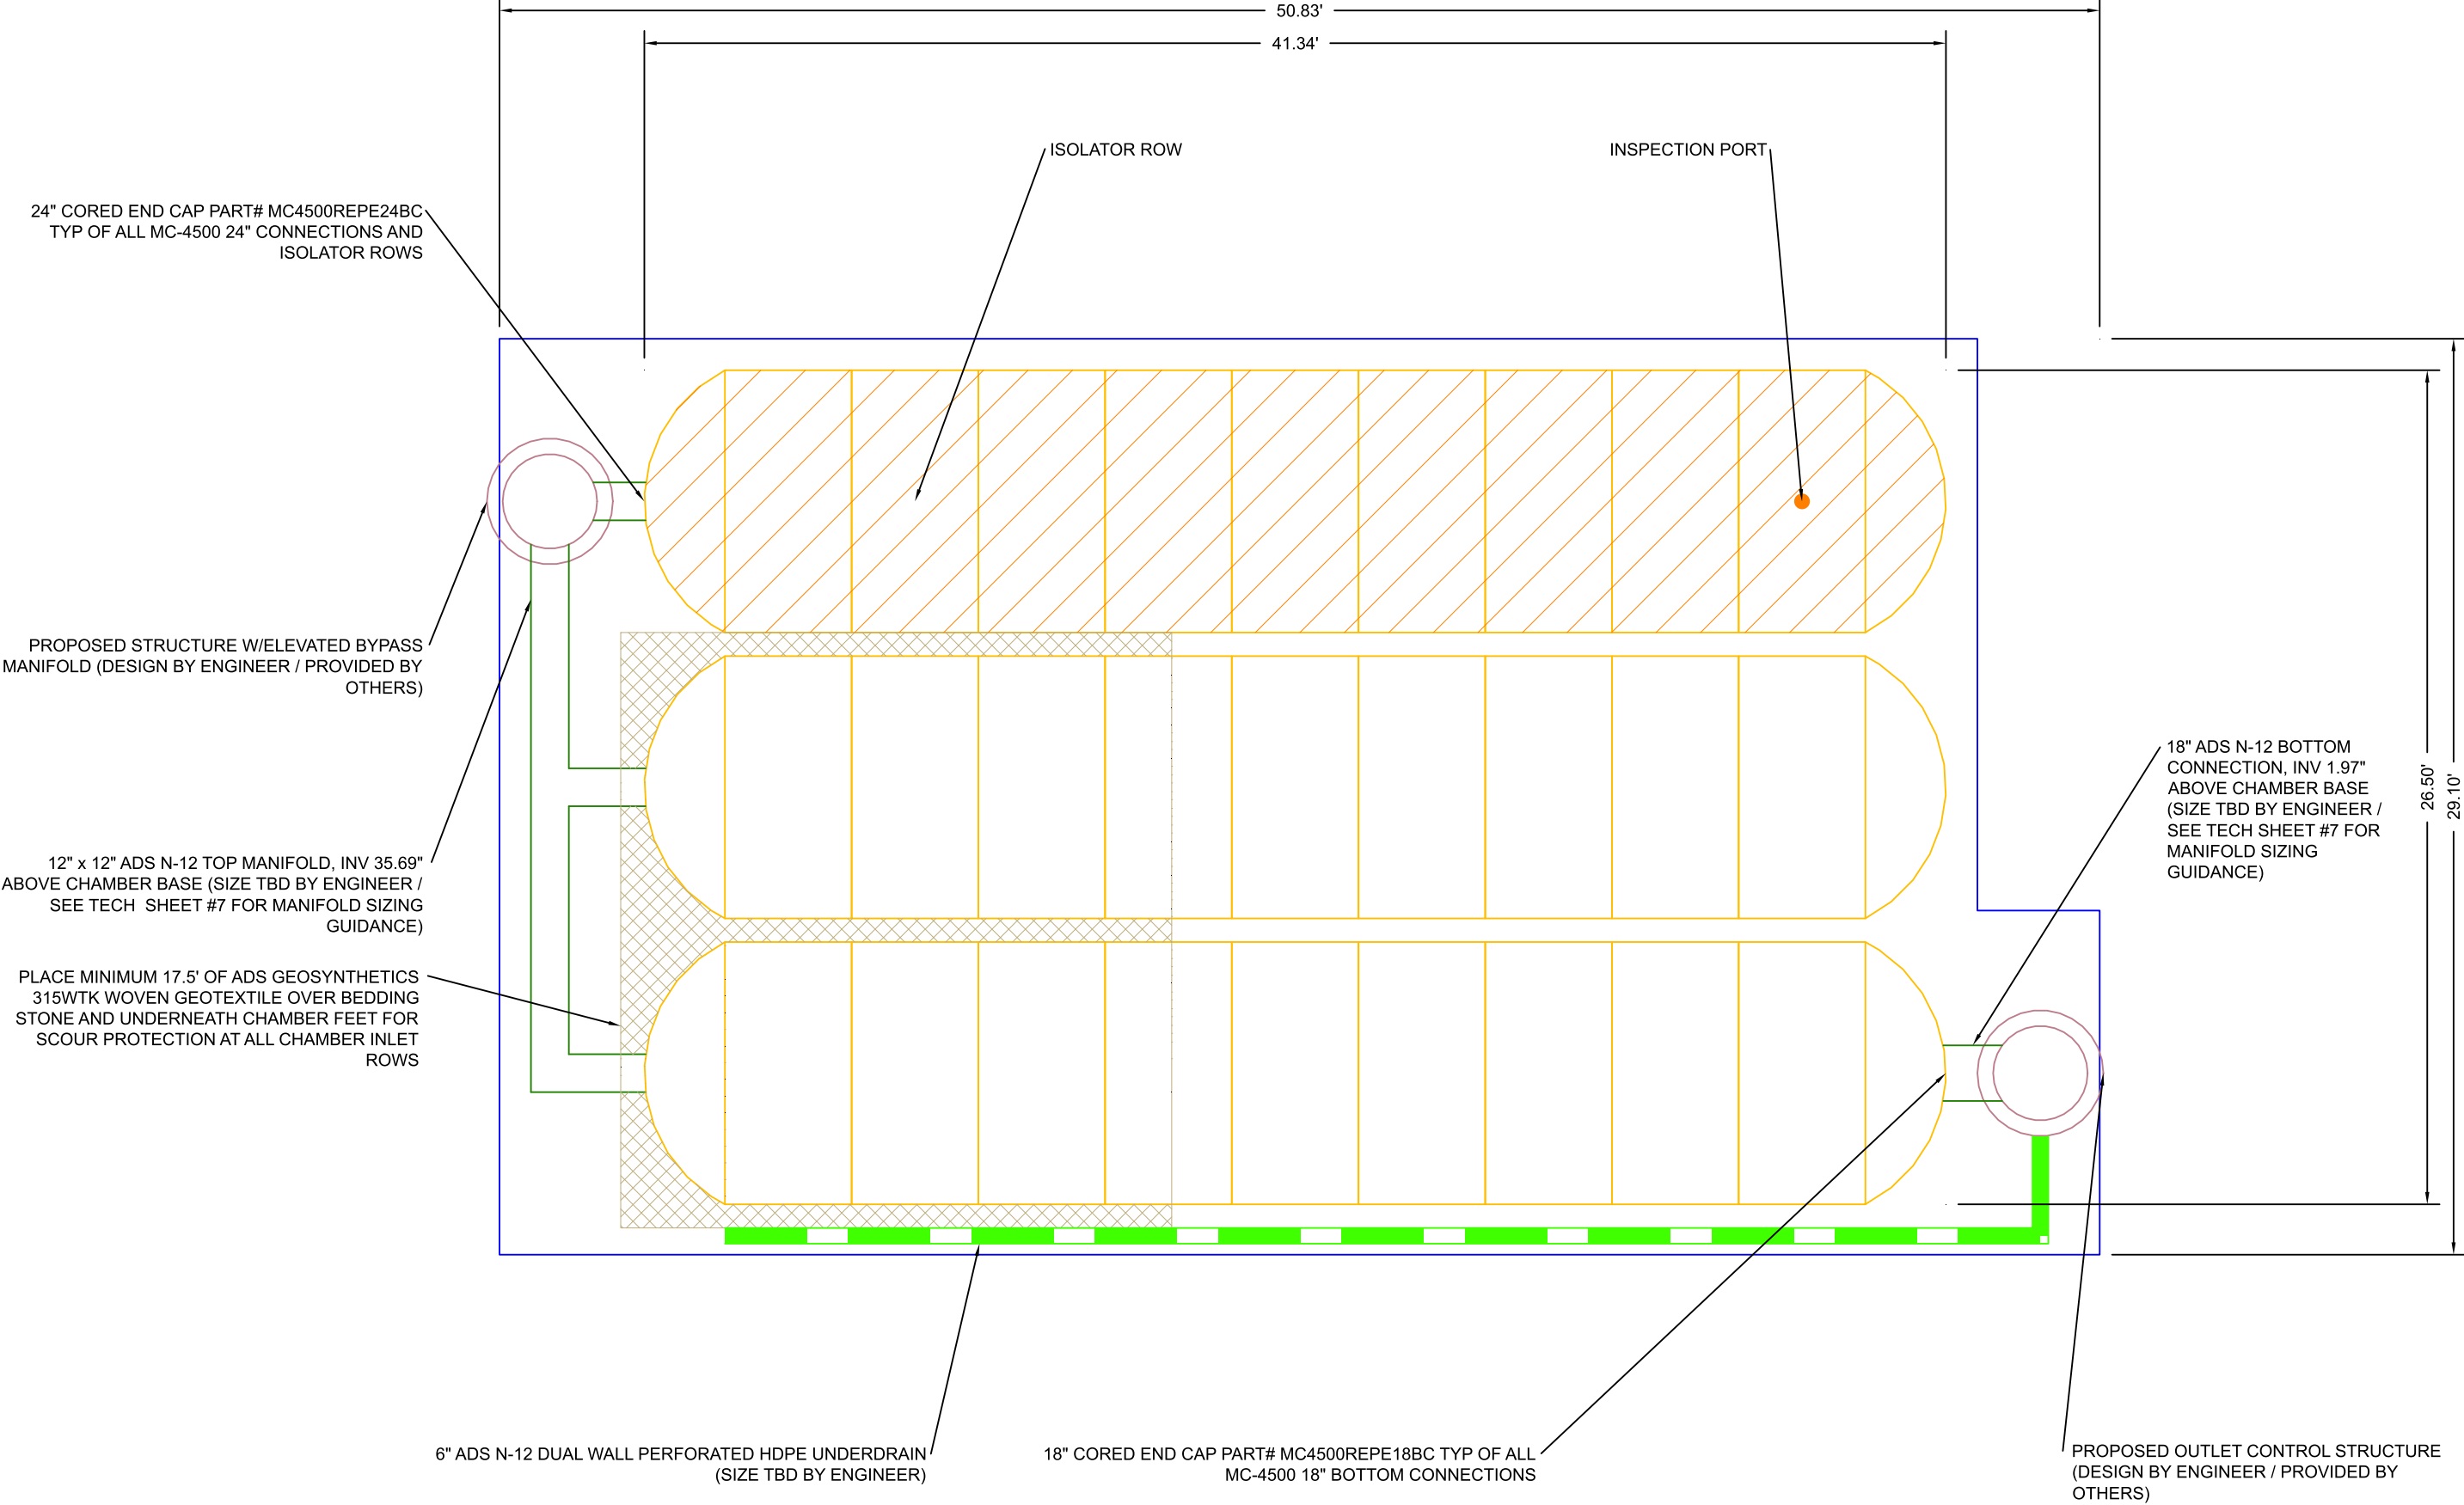 50.83'
41.34'
ISOLATOR ROW
INSPECTION PORT
24" CORED END CAP PART# MC4500REPE24BC
TYP OF ALL MC-4500 24" CONNECTIONS AND
ISOLATOR ROWS
PROPOSED STRUCTURE W/ELEVATED BYPASS
MANIFOLD (DESIGN BY ENGINEER / PROVIDED BY
OTHERS)
12" x 12" ADS N-12 TOP MANIFOLD, INV 35.69"
ABOVE CHAMBER BASE (SIZE TBD BY ENGINEER /
SEE TECH  SHEET #7 FOR MANIFOLD SIZING
GUIDANCE)
PLACE MINIMUM 17.5' OF ADS GEOSYNTHETICS
315WTK WOVEN GEOTEXTILE OVER BEDDING
STONE AND UNDERNEATH CHAMBER FEET FOR
SCOUR PROTECTION AT ALL CHAMBER INLET
ROWS
18" ADS N-12 BOTTOM
CONNECTION, INV 1.97"
ABOVE CHAMBER BASE
(SIZE TBD BY ENGINEER /
SEE TECH SHEET #7 FOR
MANIFOLD SIZING
GUIDANCE)
26.50'
29.10'
6" ADS N-12 DUAL WALL PERFORATED HDPE UNDERDRAIN
(SIZE TBD BY ENGINEER)
18" CORED END CAP PART# MC4500REPE18BC TYP OF ALL
MC-4500 18" BOTTOM CONNECTIONS
PROPOSED OUTLET CONTROL STRUCTURE
(DESIGN BY ENGINEER / PROVIDED BY
OTHERS)